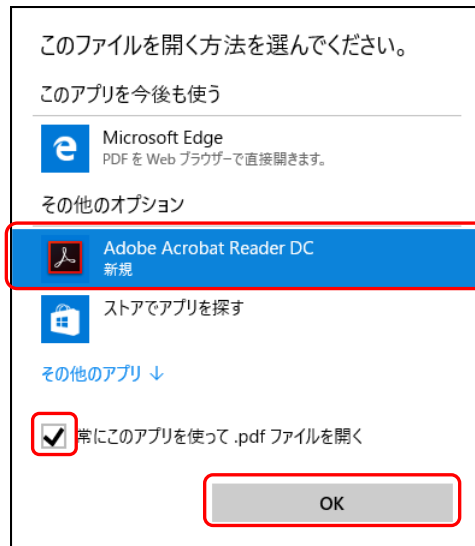 このファイルを開く方法を選んでください。
このアプリを今後も使う
Microsoft Edge
PDF を Web ブラウザーで直接開きます。
その他のオプション
Adobe Acrobat Reader DC
新規
ストアでアプリを探す
その他のアプリ ↓
常にこのアプリを使って .pdf ファイルを開く
OK